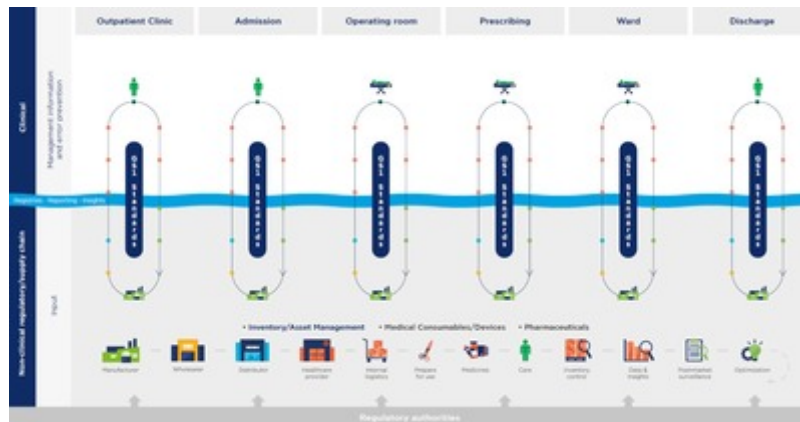 Outpatient Clinic
Admission
Operating room
Prescribing
Ward
Discharge
Clinical
Management information
and error prevention
GS1 Standards
GS1 Standards
GS1 Standards
GS1 Standards
GS1 Standards
GS1 Standards
Registries - Reporting - Insights
Non-clinical regulatory/supply chain
Input
• Inventory/Asset Management
• Medical Consumables/Devices
• Pharmaceuticals
Manufacturer
Wholesaler
Distributor
Healthcare
provider
Internal
logistics
Prepare
for use
Medicines
Care
Inventory
control
Data &
insights
Postmarket
surveillance
Optimization
Regulatory authorities